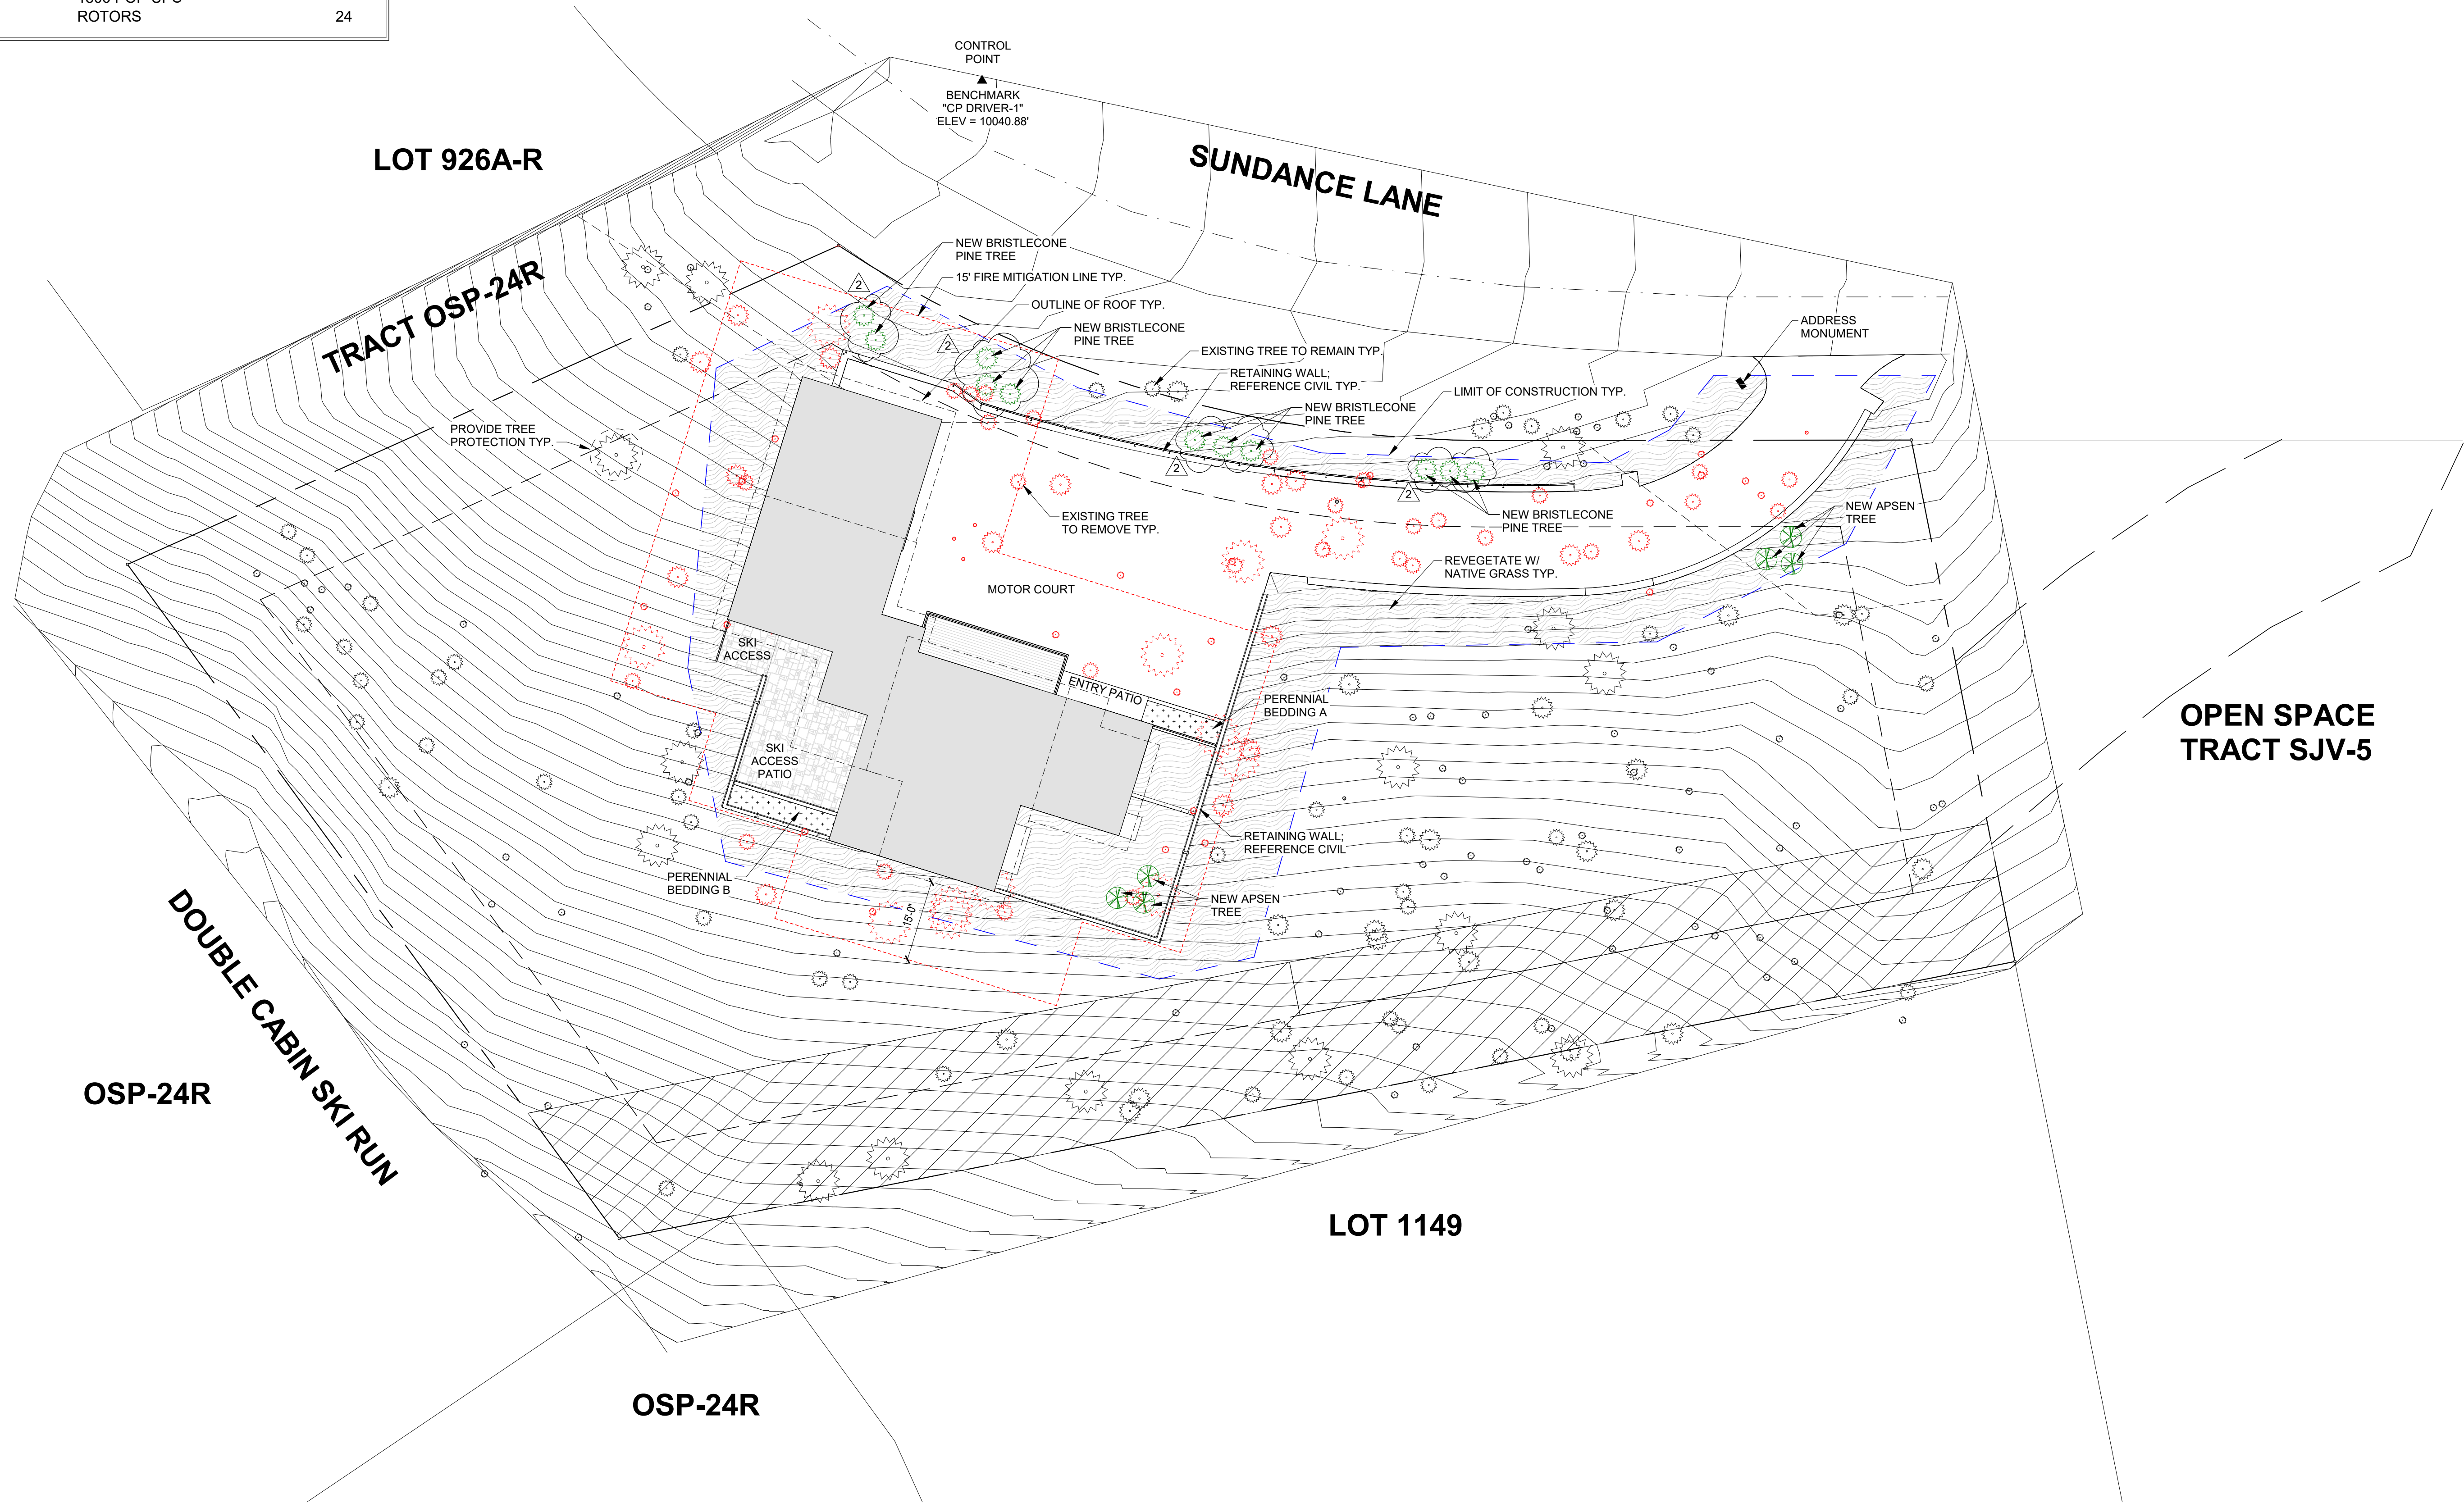 ROTORS 24
CONTROL
POINT
BENCHMARK
"CP DRIVER-1"
ELEV = 10040.88'
LOT 926A-R
SUNDANCE LANE
TRACT OSP-24R
NEW BRISTLECONE
PINE TREE
2
15' FIRE MITIGATION LINE TYP.
OUTLINE OF ROOF TYP.
NEW BRISTLECONE
PINE TREE
2
EXISTING TREE TO REMAIN TYP.
RETAINING WALL;
REFERENCE CIVIL TYP.
ADDRESS
MONUMENT
LIMIT OF CONSTRUCTION TYP.
NEW BRISTLECONE
PINE TREE
2
PROVIDE TREE
PROTECTION TYP.
2
EXISTING TREE
TO REMOVE TYP.
NEW BRISTLECONE
PINE TREE
NEW APSEN
TREE
REVEGETATE W/
NATIVE GRASS TYP.
MOTOR COURT
SKI
ACCESS
ENTRY PATIO
PERENNIAL
BEDDING A
SKI
ACCESS
PATIO
OPEN SPACE
TRACT SJV-5
RETAINING WALL;
REFERENCE CIVIL
PERENNIAL
BEDDING B
15'-0"
NEW APSEN
TREE
DOUBLE CABIN SKI RUN
OSP-24R
LOT 1149
OSP-24R